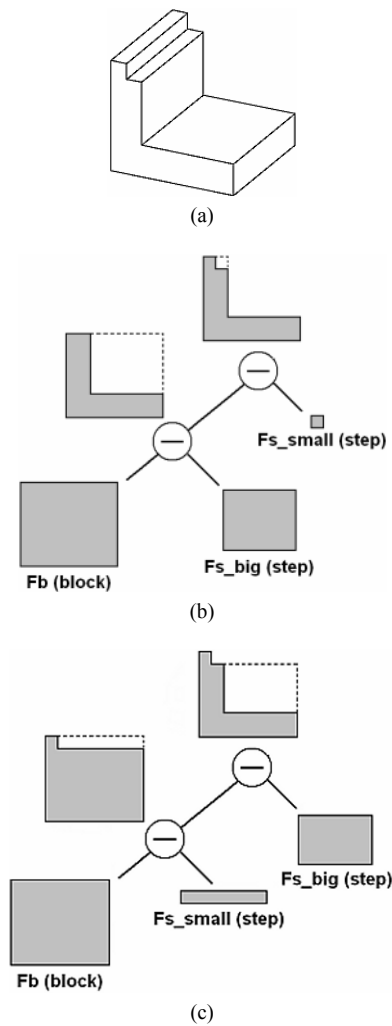 (a)
Fs_small (step)
Fs_big (step)
Fb (block)
(b)
Fs_big (step)
Fs_small (step)
Fb (block)
(c)